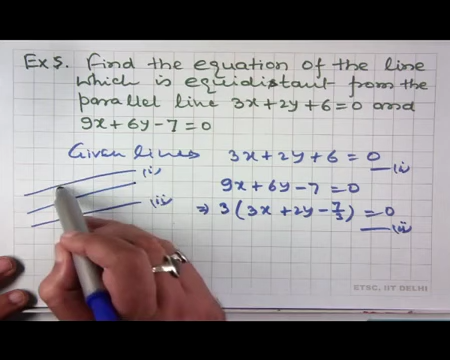 Ex 5. Find the equation of the line
which is equidistant from the
parallel line 3x+2y+6=0 and
9x+6y-7=0
Given lines 3x+2y+6=0 —(i)
9x+6y-7=0
⇒ 3(3x+2y-7/3)=0 —(ii)
(i)
(ii)
ETSC, IIT DELHI